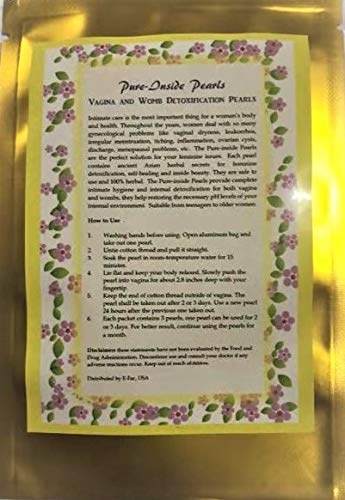 Pure-Inside Pearls
VAGINA AND WOMB DETOXIFICATION PEARLS
Intimate care is the most important thing for a woman's body
and health. Throughout the years, women deal with so many
gynecological problems like vaginal dryness, leukorrhea,
irregular menstruation, itching, inflammation, ovarian cysts,
discharge, menopausal problems, etc. The Pure-inside Pearls
are the perfect solution for your feminine issues. Each pearl
contains ancient Asian herbal secrets for feminine
detoxification, self-healing and inside beauty. They are safe to
use and 100% herbal. The Pure-inside Pearls provide complete
intimate hygiene and internal detoxification for both vagina
and wombs, they help restoring the necessary pH levels of your
internal environment. Suitable from teenagers to older women.
How to Use
1. Washing hands before using. Open aluminum bag and
take out one pearl.
2. Untie cotton thread and pull it straight.
3. Soak the pearl in room-temperature water for 15
minutes.
4. Lie flat and keep your body relaxed. Slowly push the
pearl into vagina for about 2.8 inches deep with your
fingertip.
5. Keep the end of cotton thread outside of vagina. The
pearl shall be taken out after 2 or 3 days. Use a new pearl
24 hours after the previous one taken out.
6. Each packet contains 3 pearls, one pearl can be used for 2
or 3 days. For better result, continue using the pearls for
a month.
Disclaimers these statements have not been evaluated by the Food and
Drug Administration. Discontinue use and consult your doctor if any
adverse reactions occur. Keep out of reach of minors.
Distributed by E-Fac, USA